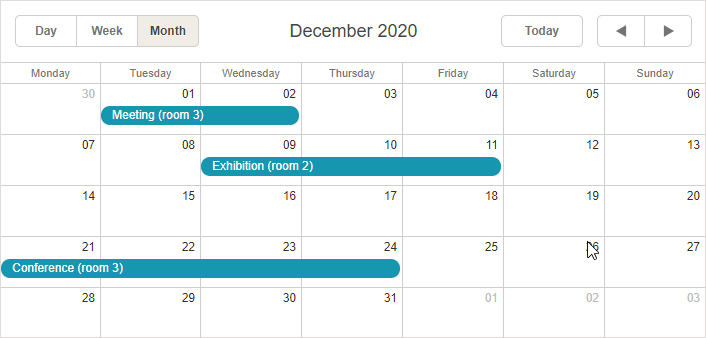 Day Week Month December 2020 Today
Monday Tuesday Wednesday Thursday Friday Saturday Sunday
30 01 02 03 04 05 06
Meeting (room 3)
07 08 09 10 11 12 13
Exhibition (room 2)
14 15 16 17 18 19 20
21 22 23 24 25 26 27
Conference (room 3)
28 29 30 31 01 02 03